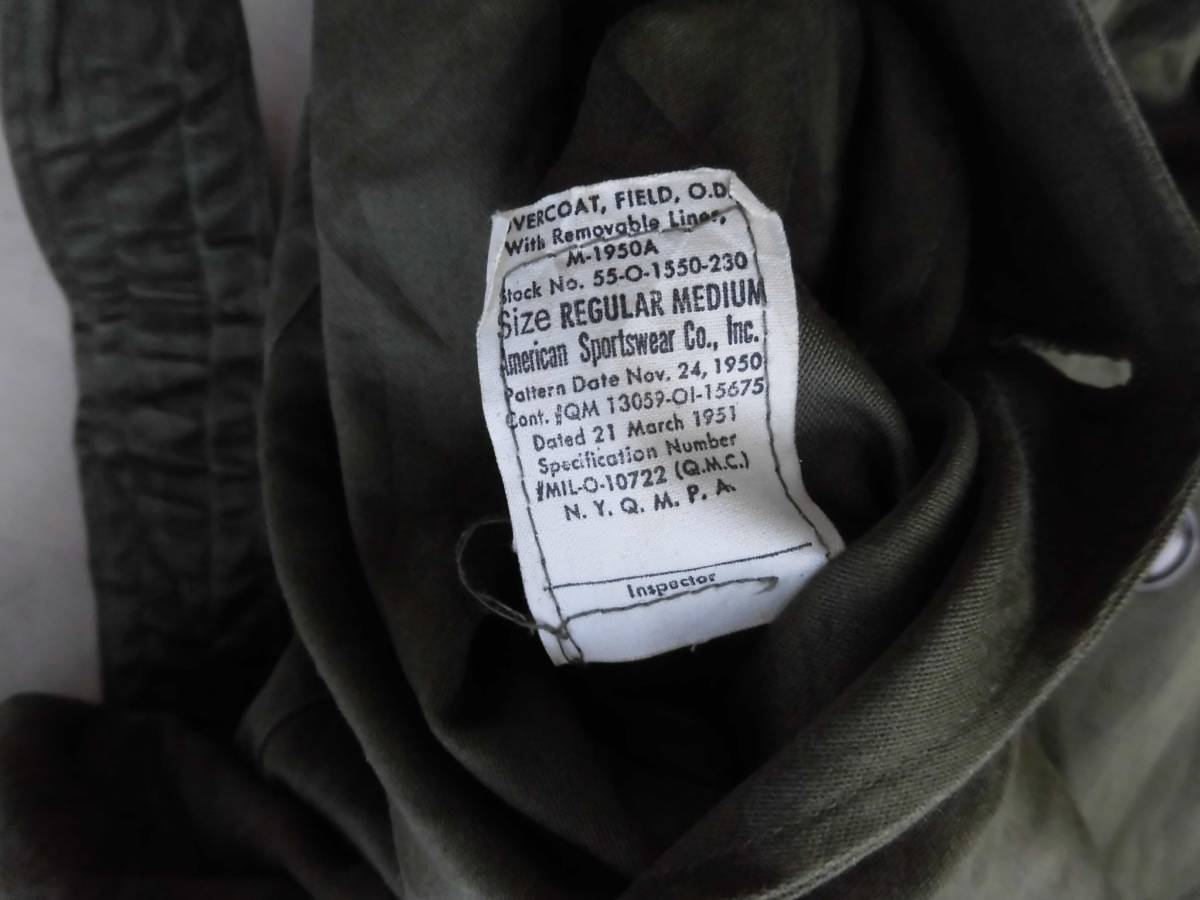 OVERCOAT, FIELD, O.D.
With Removable Liner,
M-1950A
Stock No. 55-O-1550-230
Size REGULAR MEDIUM
American Sportswear Co., Inc.
Pattern Date Nov. 24, 1950
Cont. #QM 13059-OI-15675
Dated 21 March 1951
Specification Number
#MIL-O-10722 (Q.M.C.)
N. Y. Q. M. P. A.
Inspector